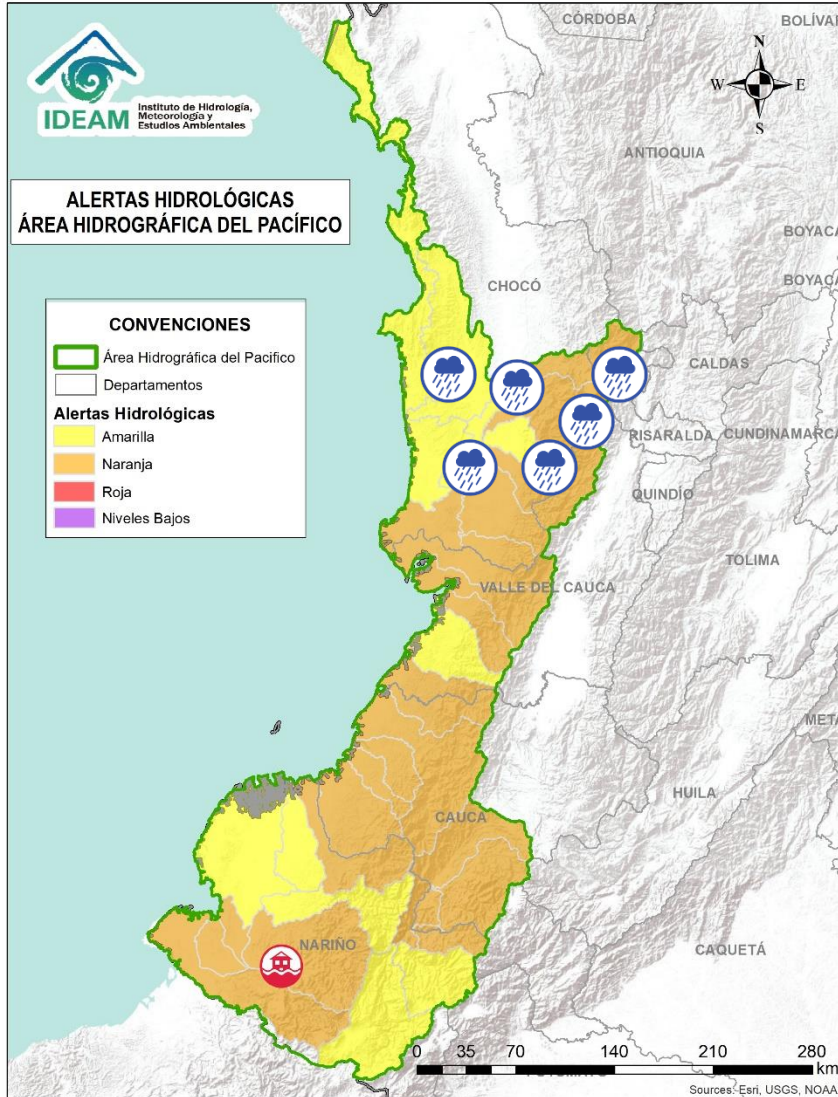 CÓRDOBA
BOLÍVAR
IDEAM
Instituto de Hidrología,
Meteorología y
Estudios Ambientales
N
W
E
S
ANTIOQUIA
ALERTAS HIDROLÓGICAS
ÁREA HIDROGRÁFICA DEL PACÍFICO
BOYACÁ
BOYACÁ
CHOCÓ
CONVENCIONES
Área Hidrográfica del Pacifico
Departamentos
Alertas Hidrológicas
Amarilla
Naranja
Roja
Niveles Bajos
CALDAS
RISARALDA
CUNDINAMARCA
QUINDÍO
TOLIMA
VALLE DEL CAUCA
META
HUILA
CAUCA
NARIÑO
CAQUETÁ
0 35 70 140 210 280
km
Sources: Esri, USGS, NOAA